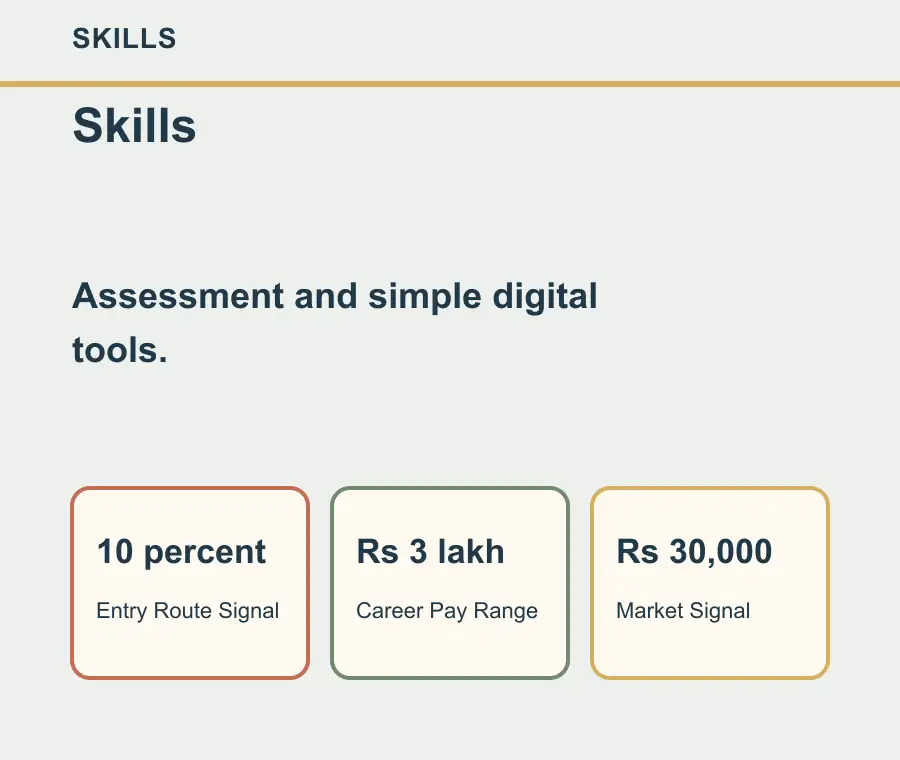 SKILLS
Skills
Assessment and simple digital
tools.
10 percent
Entry Route Signal
Rs 3 lakh
Career Pay Range
Rs 30,000
Market Signal